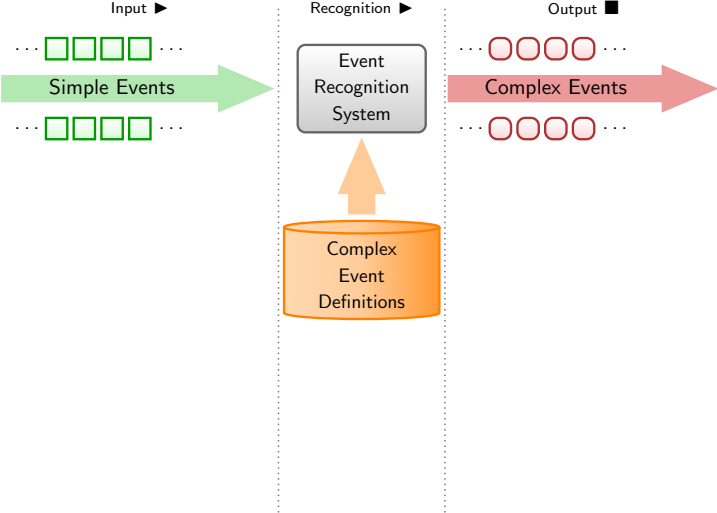 Input ▶
Recognition ▶
Output ■
... ...
Simple Events
... ...
Event
Recognition
System
... ...
Complex Events
... ...
Complex
Event
Definitions